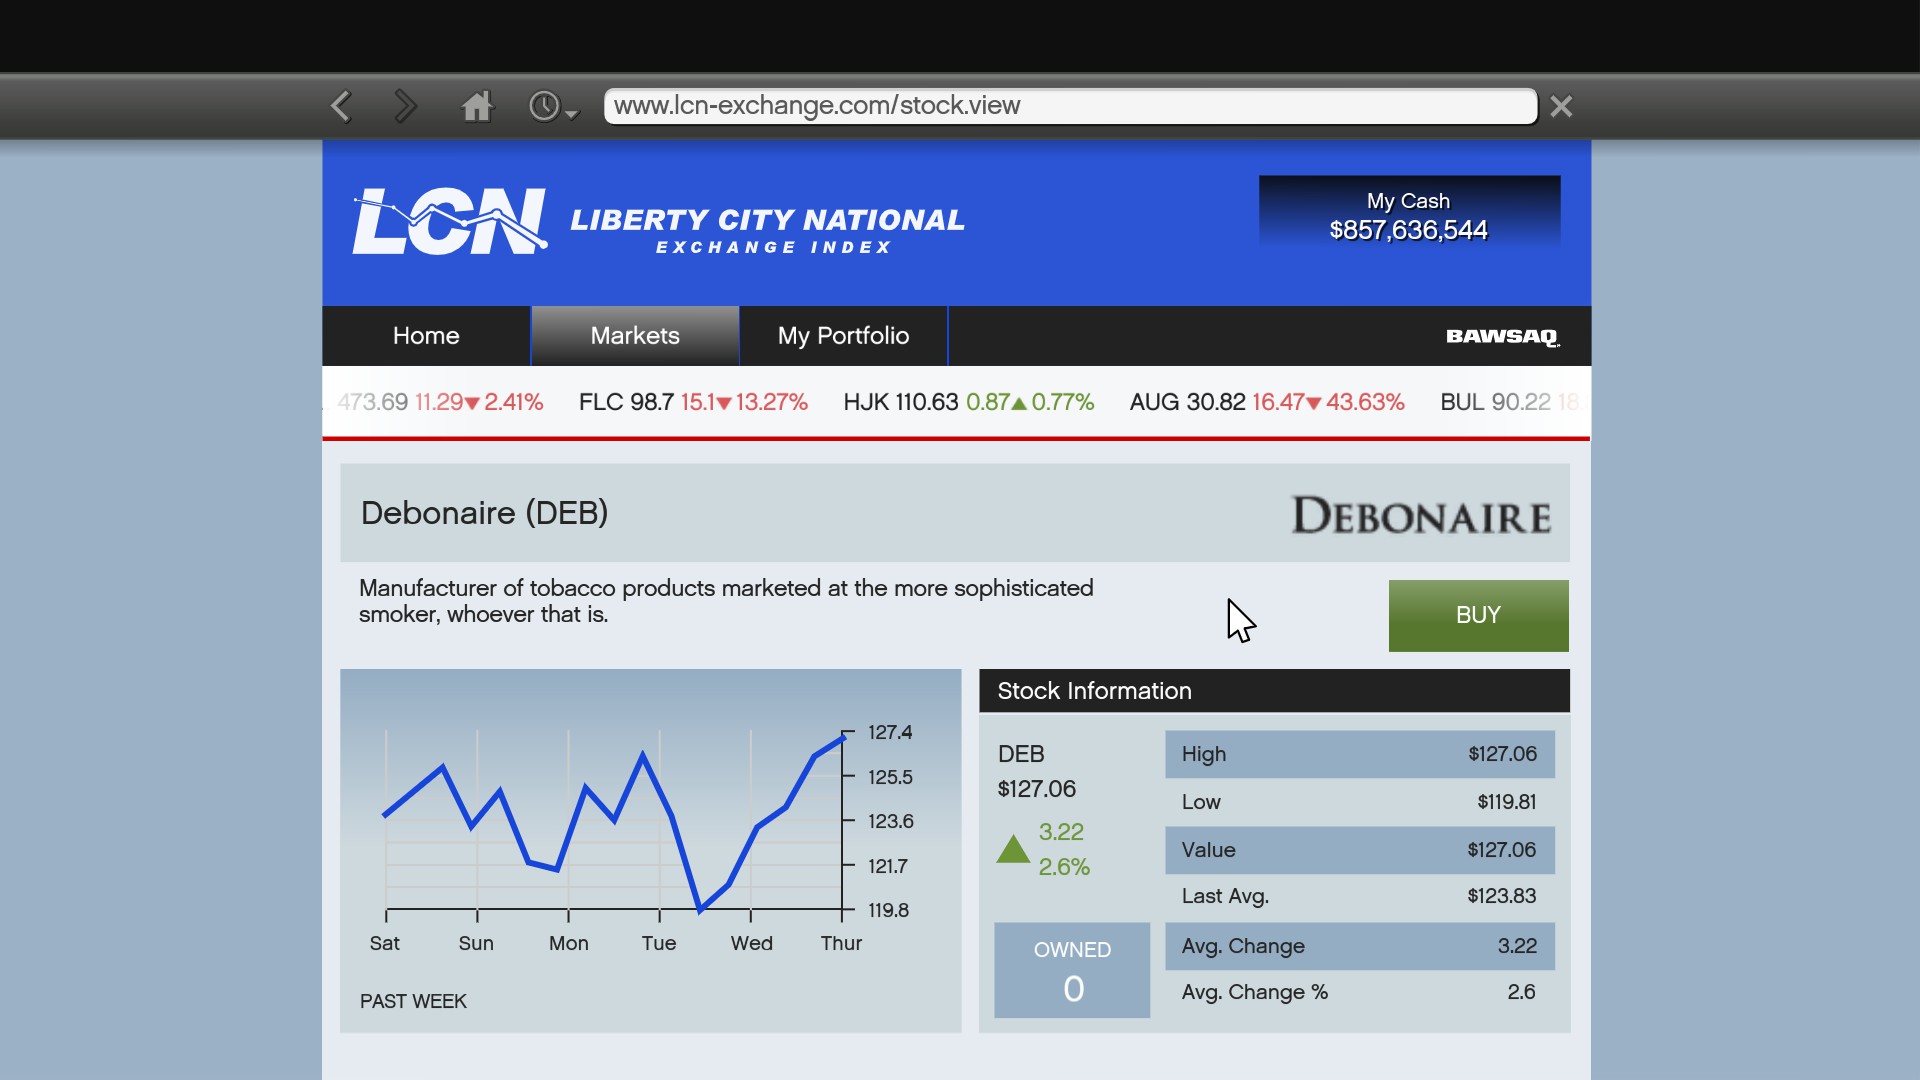 www.lcn-exchange.com/stock.view
LCN LIBERTY CITY NATIONAL
EXCHANGE INDEX
My Cash
$857,636,544
Home Markets My Portfolio BAWSAQ
473.69 11.29▼2.41% FLC 98.7 15.1▼13.27% HJK 110.63 0.87▲0.77% AUG 30.82 16.47▼43.63% BUL 90.22 18.
Debonaire (DEB) DEBONAIRE
Manufacturer of tobacco products marketed at the more sophisticated
smoker, whoever that is.
BUY
127.4
125.5
123.6
121.7
119.8
Sat Sun Mon Tue Wed Thur
PAST WEEK
Stock Information
DEB
$127.06
▲ 3.22
2.6%
OWNED
0
High $127.06
Low $119.81
Value $127.06
Last Avg. $123.83
Avg. Change 3.22
Avg. Change % 2.6